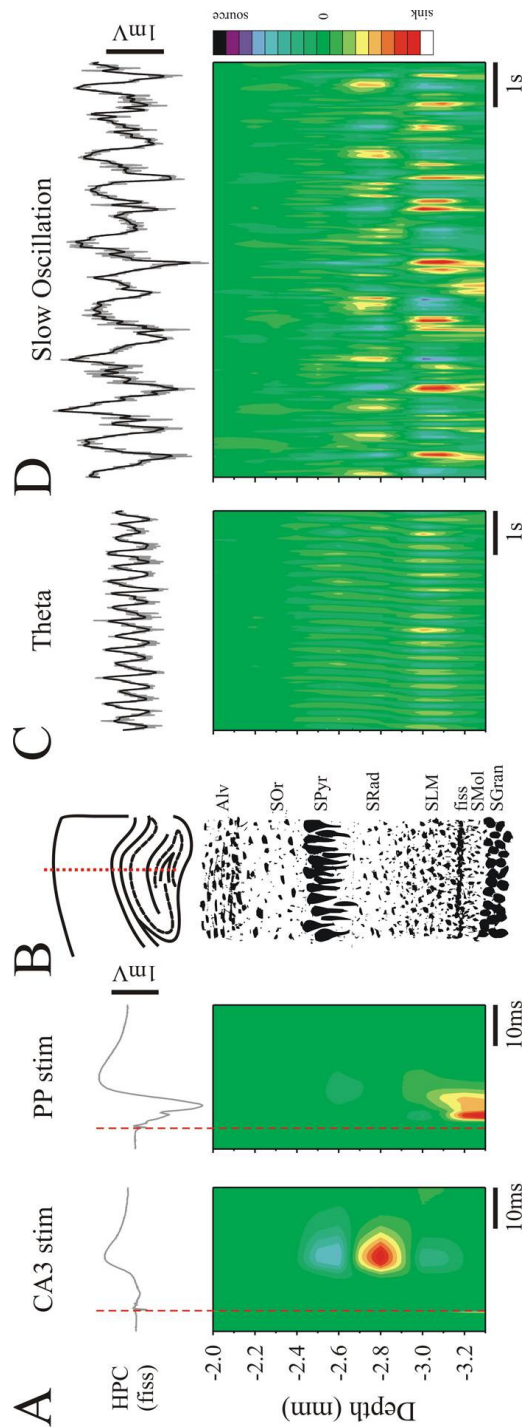 A
CA3 stim
PP stim
HPC
(fiss)
1mV
-2.0
-2.2
-2.4
-2.6
-2.8
-3.0
-3.2
Depth (mm)
10ms
10ms
B
Alv
SOr
SPyr
SRad
SLM
fiss
SMol
SGran
C
Theta
1s
D
Slow Oscillation
1mV
source
0
sink
1s